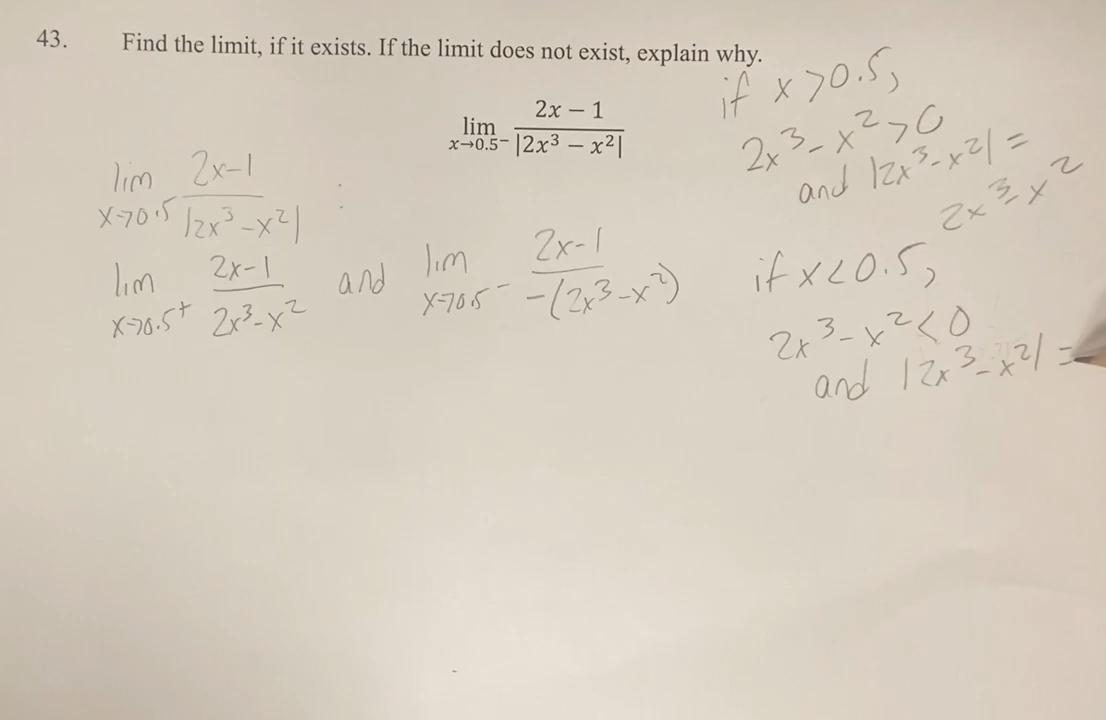 43. Find the limit, if it exists. If the limit does not exist, explain why.
lim x→0.5⁻ (2x − 1)/|2x³ − x²|
lim x→0.5 (2x-1)/|2x³-x²| :
lim x→0.5⁺ (2x-1)/(2x³-x²) and lim x→0.5⁻ (2x-1)/(-(2x³-x²))
if x>0.5,
2x³-x²>0
and |2x³-x²| =
2x³-x²
if x<0.5,
2x³-x²<0
and |2x³-x²| =